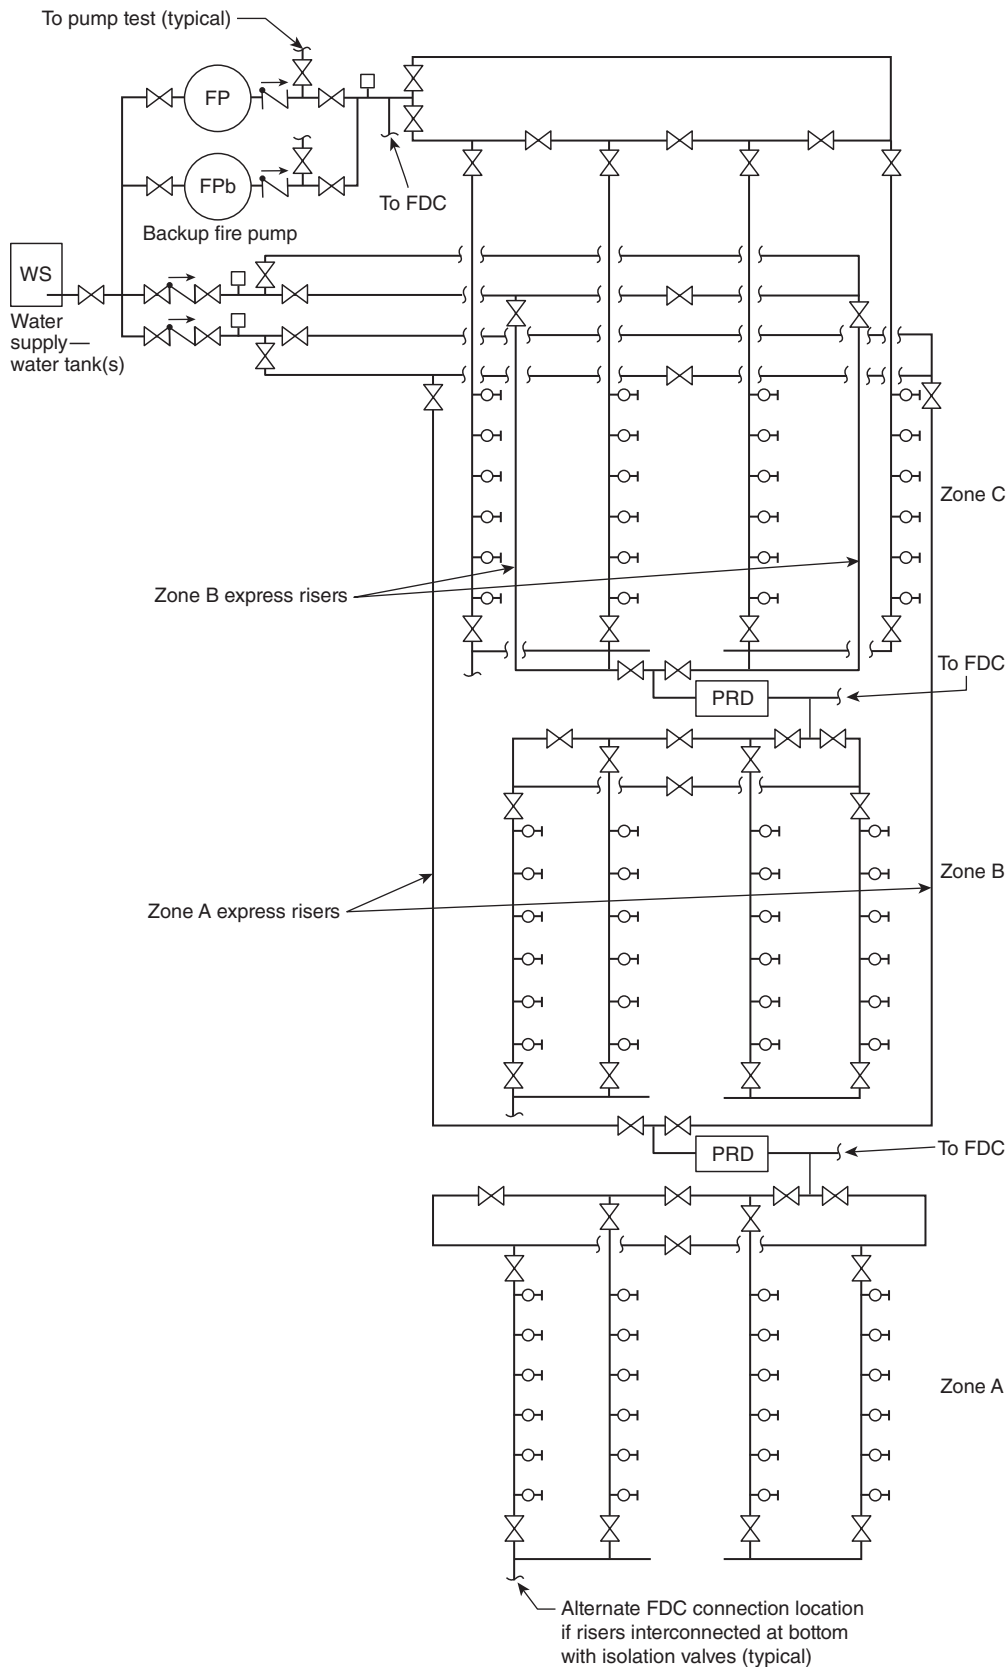 To pump test (typical)
FP
To FDC
FPb
Backup fire pump
WS
Water
supply—
water tank(s)
Zone C
Zone B express risers
To FDC
PRD
Zone B
Zone A express risers
To FDC
PRD
Zone A
Alternate FDC connection location
if risers interconnected at bottom
with isolation valves (typical)